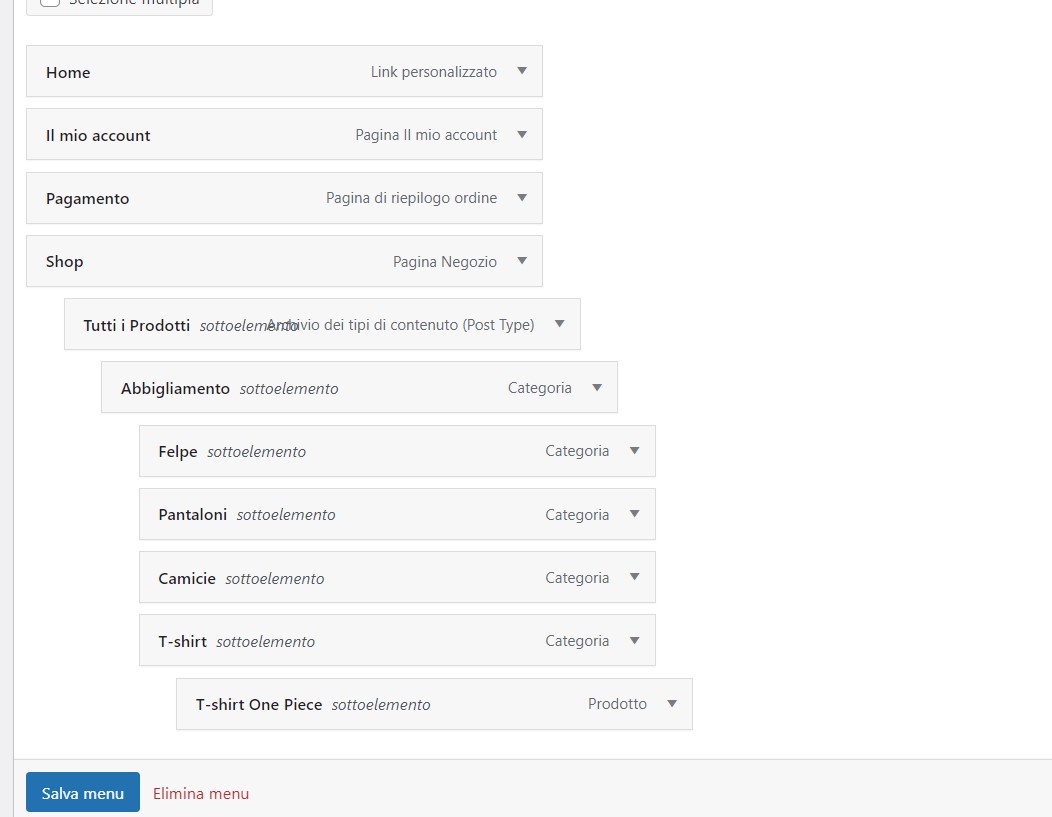 Selezione multipla
Home Link personalizzato
Il mio account Pagina Il mio account
Pagamento Pagina di riepilogo ordine
Shop Pagina Negozio
Tutti i Prodotti sottoelemento Archivio dei tipi di contenuto (Post Type)
Abbigliamento sottoelemento Categoria
Felpe sottoelemento Categoria
Pantaloni sottoelemento Categoria
Camicie sottoelemento Categoria
T-shirt sottoelemento Categoria
T-shirt One Piece sottoelemento Prodotto
Salva menu Elimina menu